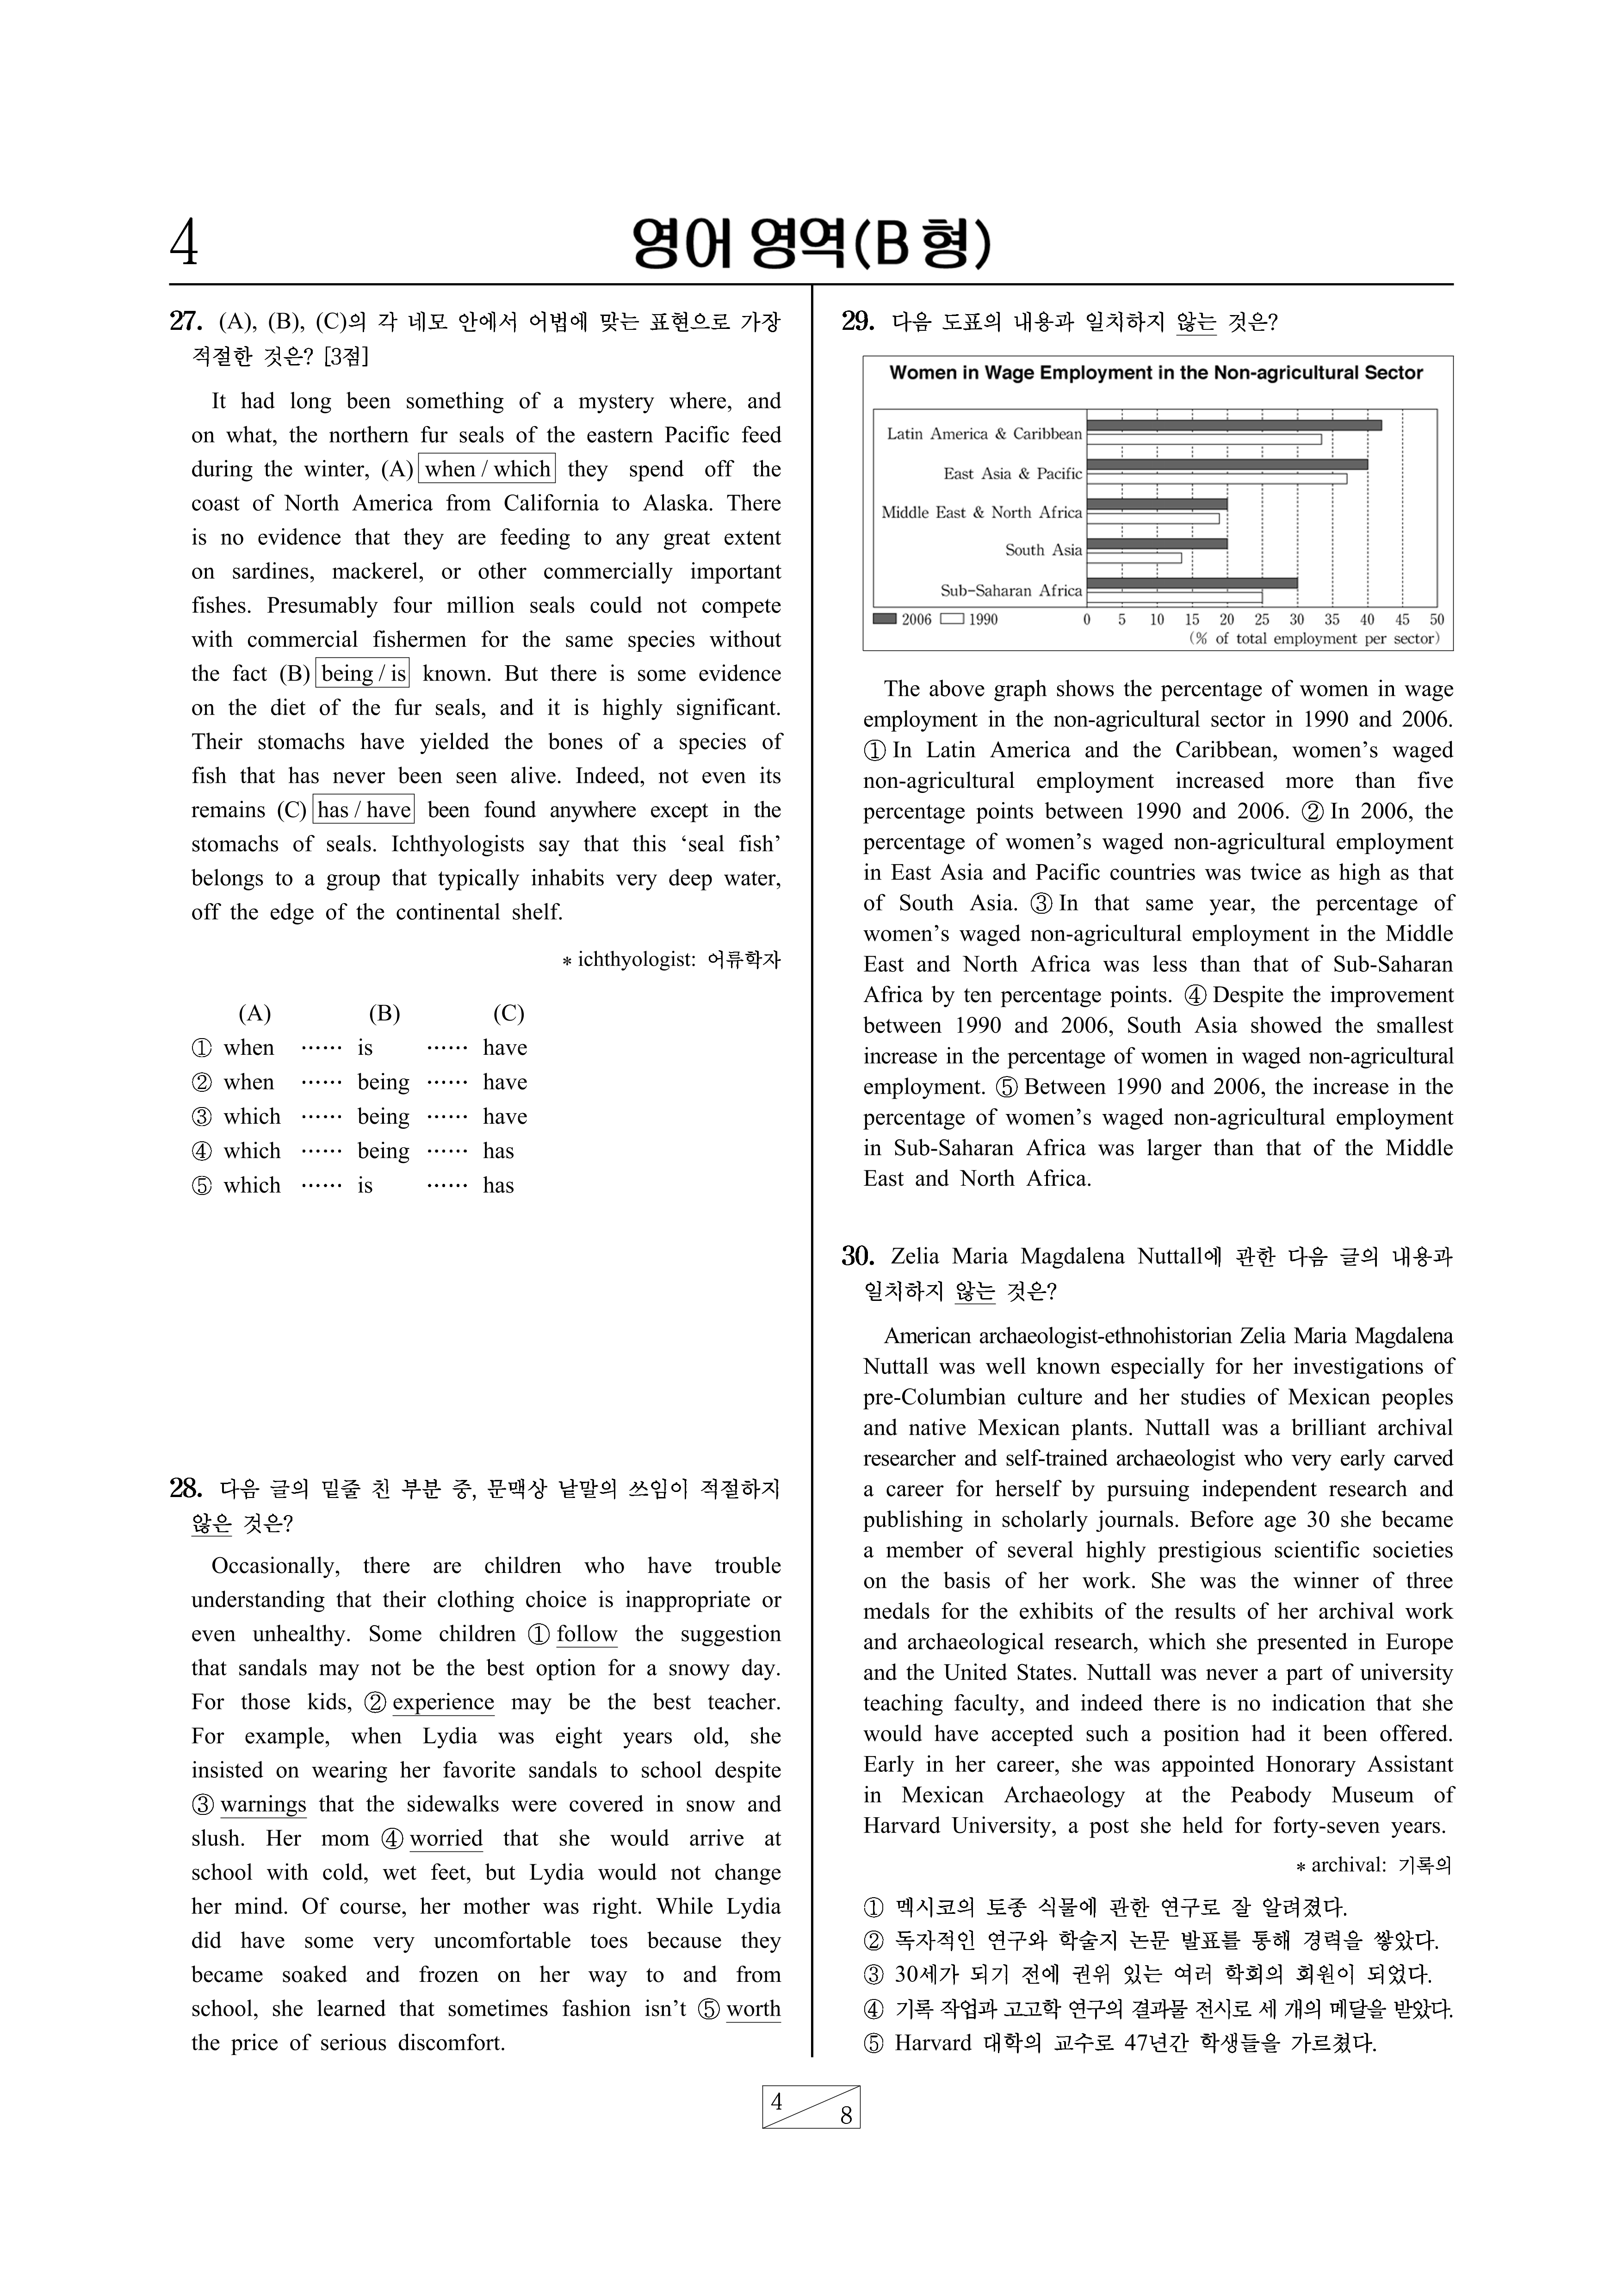 4
영어 영역(B 형)
27. (A), (B), (C)의 각 네모 안에서 어법에 맞는 표현으로 가장
적절한 것은? [3점]
It had long been something of a mystery where, and
on what, the northern fur seals of the eastern Pacific feed
during the winter, (A) when / which they spend off the
coast of North America from California to Alaska. There
is no evidence that they are feeding to any great extent
on sardines, mackerel, or other commercially important
fishes. Presumably four million seals could not compete
with commercial fishermen for the same species without
the fact (B) being / is known. But there is some evidence
on the diet of the fur seals, and it is highly significant.
Their stomachs have yielded the bones of a species of
fish that has never been seen alive. Indeed, not even its
remains (C) has / have been found anywhere except in the
stomachs of seals. Ichthyologists say that this ‘seal fish’
belongs to a group that typically inhabits very deep water,
off the edge of the continental shelf.
* ichthyologist: 어류학자
(A) (B) (C)
① when …… is …… have
② when …… being …… have
③ which …… being …… have
④ which …… being …… has
⑤ which …… is …… has
28. 다음 글의 밑줄 친 부분 중, 문맥상 낱말의 쓰임이 적절하지
않은 것은?
Occasionally, there are children who have trouble
understanding that their clothing choice is inappropriate or
even unhealthy. Some children ① follow the suggestion
that sandals may not be the best option for a snowy day.
For those kids, ② experience may be the best teacher.
For example, when Lydia was eight years old, she
insisted on wearing her favorite sandals to school despite
③ warnings that the sidewalks were covered in snow and
slush. Her mom ④ worried that she would arrive at
school with cold, wet feet, but Lydia would not change
her mind. Of course, her mother was right. While Lydia
did have some very uncomfortable toes because they
became soaked and frozen on her way to and from
school, she learned that sometimes fashion isn’t ⑤ worth
the price of serious discomfort.
29. 다음 도표의 내용과 일치하지 않는 것은?
Women in Wage Employment in the Non-agricultural Sector
Latin America & Caribbean
East Asia & Pacific
Middle East & North Africa
South Asia
Sub-Saharan Africa
2006 1990 0 5 10 15 20 25 30 35 40 45 50
(% of total employment per sector)
The above graph shows the percentage of women in wage
employment in the non-agricultural sector in 1990 and 2006.
① In Latin America and the Caribbean, women’s waged
non-agricultural employment increased more than five
percentage points between 1990 and 2006. ② In 2006, the
percentage of women’s waged non-agricultural employment
in East Asia and Pacific countries was twice as high as that
of South Asia. ③ In that same year, the percentage of
women’s waged non-agricultural employment in the Middle
East and North Africa was less than that of Sub-Saharan
Africa by ten percentage points. ④ Despite the improvement
between 1990 and 2006, South Asia showed the smallest
increase in the percentage of women in waged non-agricultural
employment. ⑤ Between 1990 and 2006, the increase in the
percentage of women’s waged non-agricultural employment
in Sub-Saharan Africa was larger than that of the Middle
East and North Africa.
30. Zelia Maria Magdalena Nuttall에 관한 다음 글의 내용과
일치하지 않는 것은?
American archaeologist-ethnohistorian Zelia Maria Magdalena
Nuttall was well known especially for her investigations of
pre-Columbian culture and her studies of Mexican peoples
and native Mexican plants. Nuttall was a brilliant archival
researcher and self-trained archaeologist who very early carved
a career for herself by pursuing independent research and
publishing in scholarly journals. Before age 30 she became
a member of several highly prestigious scientific societies
on the basis of her work. She was the winner of three
medals for the exhibits of the results of her archival work
and archaeological research, which she presented in Europe
and the United States. Nuttall was never a part of university
teaching faculty, and indeed there is no indication that she
would have accepted such a position had it been offered.
Early in her career, she was appointed Honorary Assistant
in Mexican Archaeology at the Peabody Museum of
Harvard University, a post she held for forty-seven years.
* archival: 기록의
① 멕시코의 토종 식물에 관한 연구로 잘 알려졌다.
② 독자적인 연구와 학술지 논문 발표를 통해 경력을 쌓았다.
③ 30세가 되기 전에 권위 있는 여러 학회의 회원이 되었다.
④ 기록 작업과 고고학 연구의 결과물 전시로 세 개의 메달을 받았다.
⑤ Harvard 대학의 교수로 47년간 학생들을 가르쳤다.
4
8